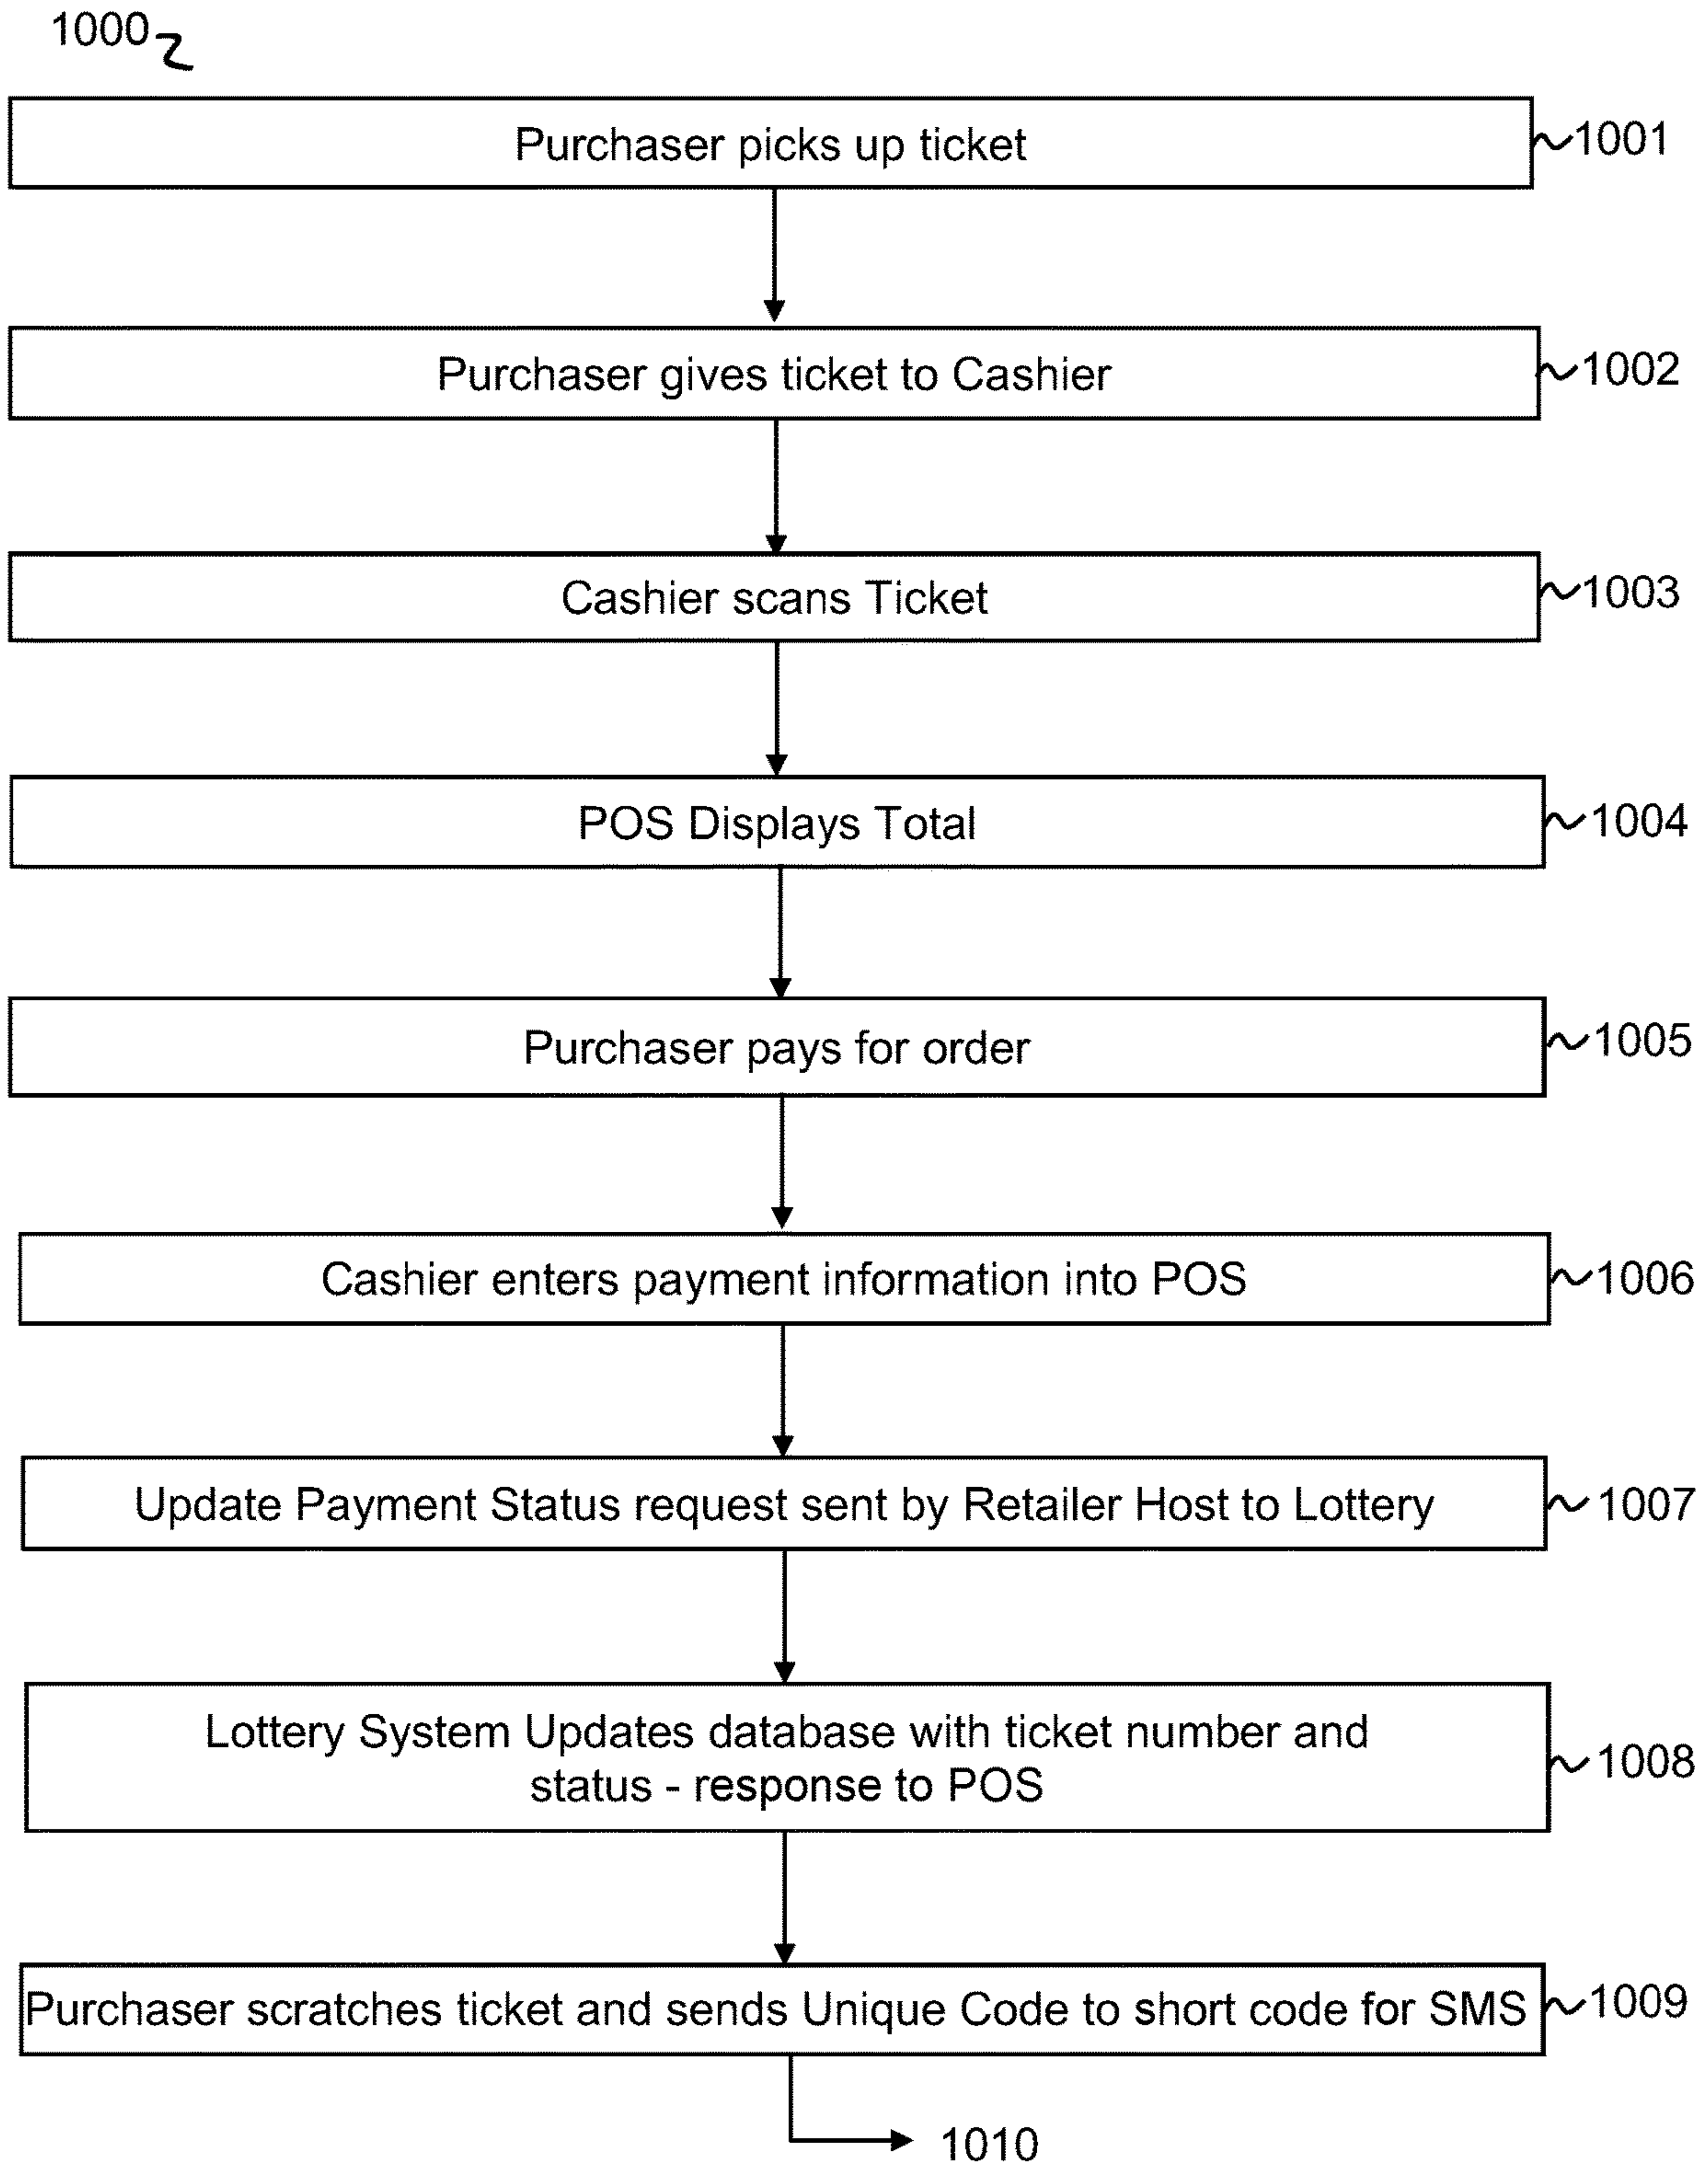 1000
Purchaser picks up ticket
1001
Purchaser gives ticket to Cashier
1002
Cashier scans Ticket
1003
POS Displays Total
1004
Purchaser pays for order
1005
Cashier enters payment information into POS
1006
Update Payment Status request sent by Retailer Host to Lottery
1007
Lottery System Updates database with ticket number and
status - response to POS
1008
Purchaser scratches ticket and sends Unique Code to short code for SMS
1009
1010